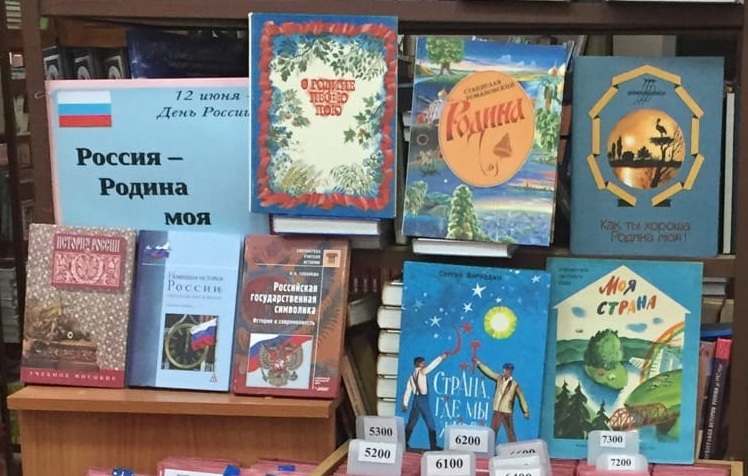 12 июня –
День России
Россия –
Родина
моя
О РОДИНЕ
ПЕСНЮ
ПОЮ
СТАНИСЛАВ
РОМАНОВСКИЙ
РОДИНА
Как ты хороша
Родина моя!
ИСТОРИЯ РОССИИ
УЧЕБНОЕ ПОСОБИЕ
РОССИИ
Российская
государственная
символика
История и современность
Сергей Баруздин
СТРАНА,
ГДЕ МЫ
МОЯ
СТРАНА
5300
5200
6200
6100
7300
7200